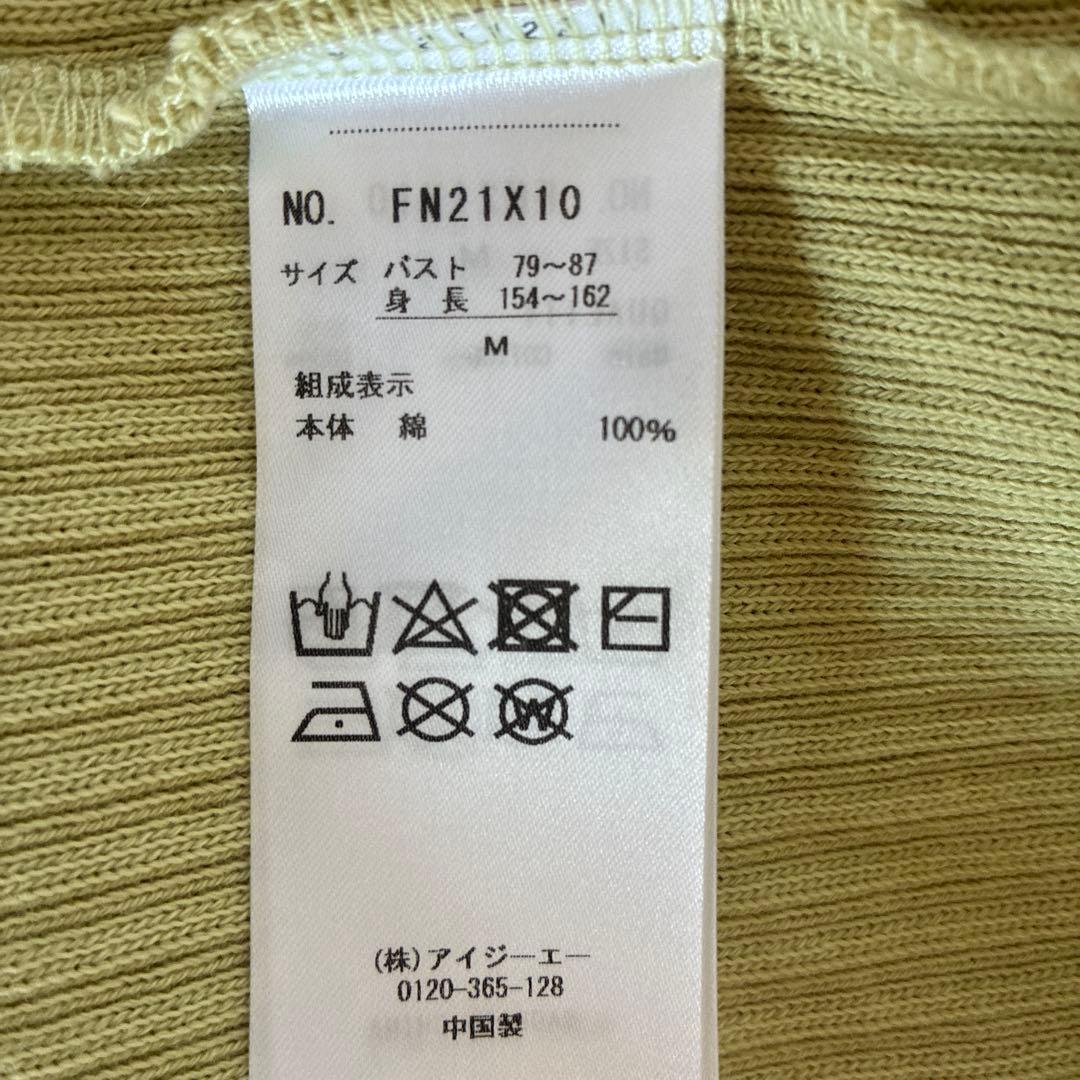 NO. FN21X10
サイズ バスト 79～87
身 長 154～162
M
組成表示
本体 綿 100%
W
(株)アイジーエー
0120-365-128
中国製